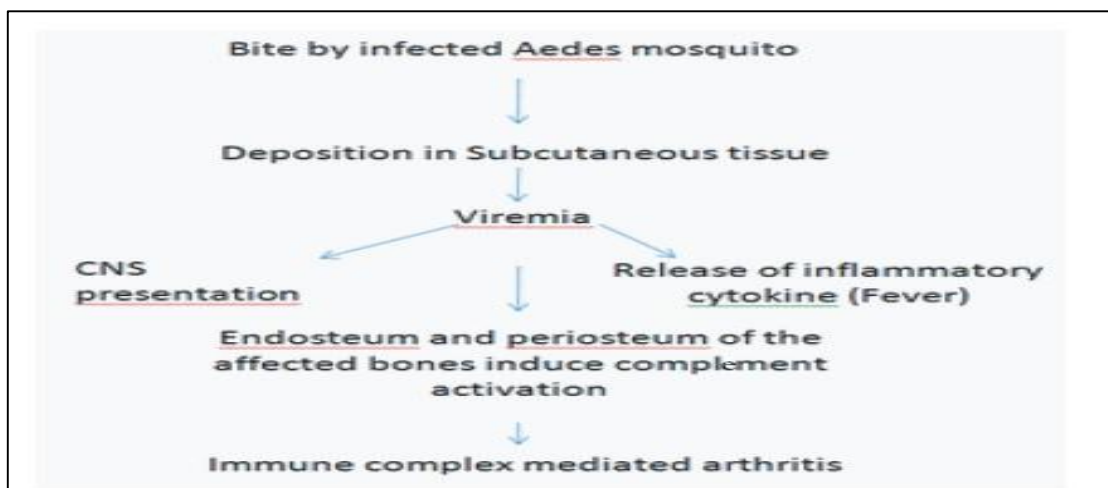 Bite by infected Aedes mosquito
Deposition in Subcutaneous tissue
Viremia
CNS
presentation
Release of inflammatory
cytokine (Fever)
Endosteum and periosteum of the
affected bones induce complement
activation
Immune complex mediated arthritis